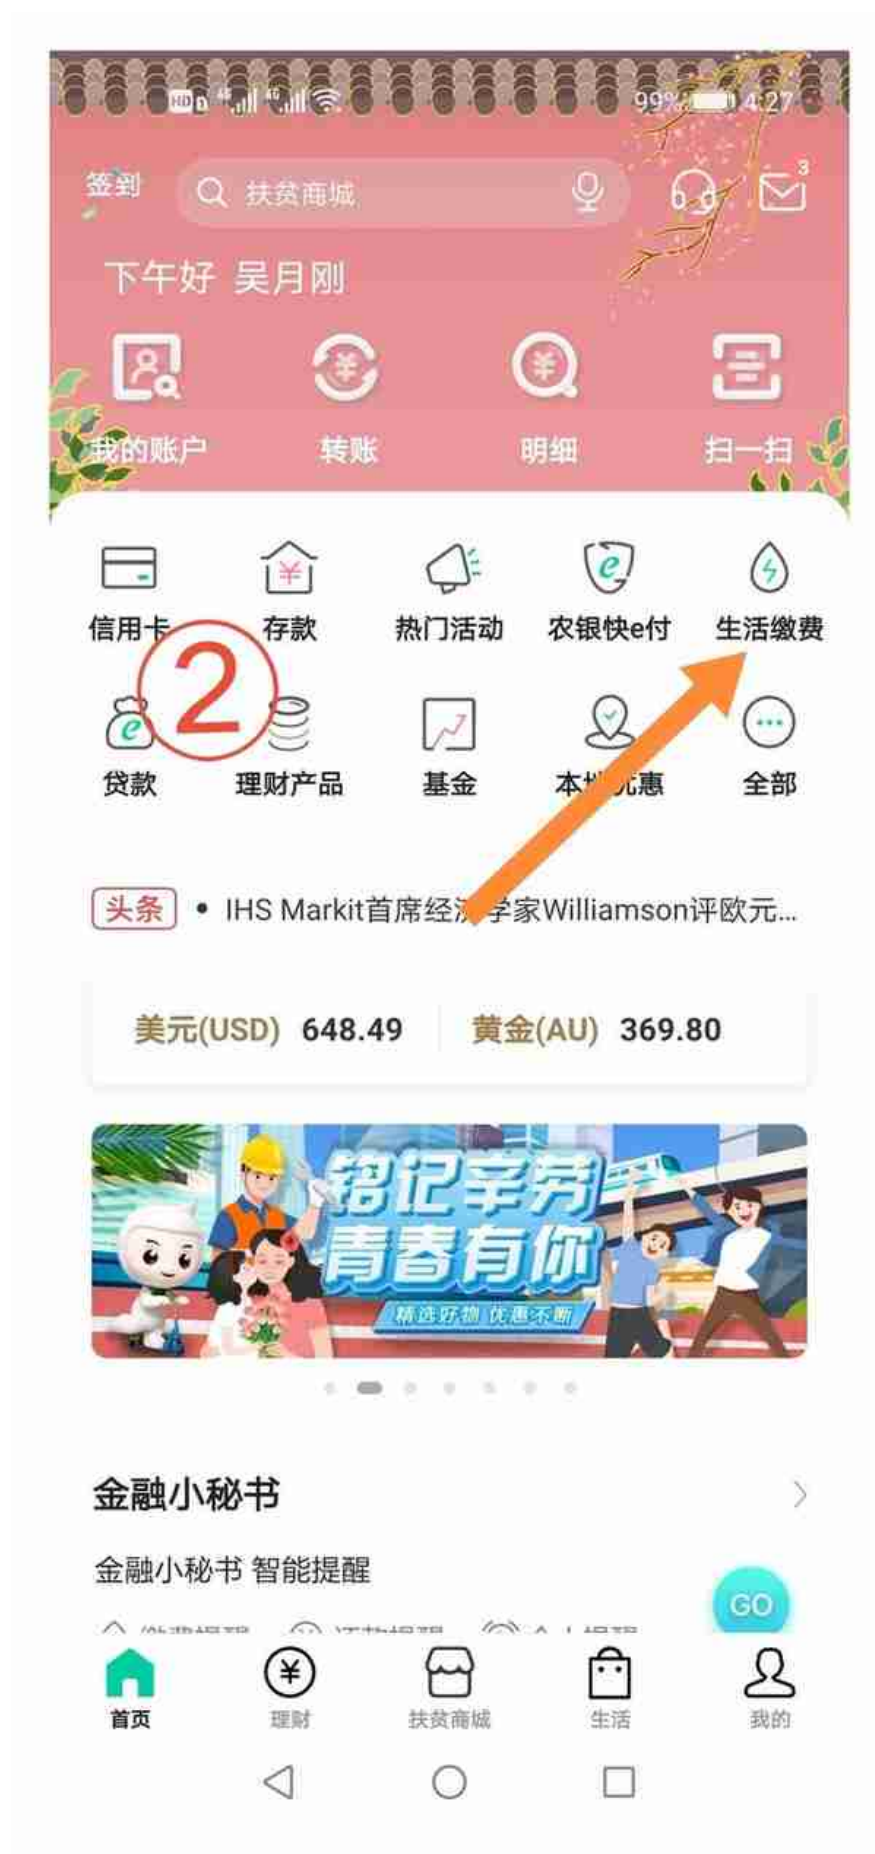 HD 4G 4G 99% 4:27
签到 扶贫商城 3
下午好 吴月刚
我的账户 转账 明细 扫一扫
信用卡 存款 热门活动 农银快e付 生活缴费
2
贷款 理财产品 基金 本地优惠 全部
头条 • IHS Markit首席经济学家Williamson评欧元...
美元(USD) 648.49 黄金(AU) 369.80
铭记辛劳
青春有你
精选好物 优惠不断
金融小秘书
金融小秘书 智能提醒
GO
首页 理财 扶贫商城 生活 我的